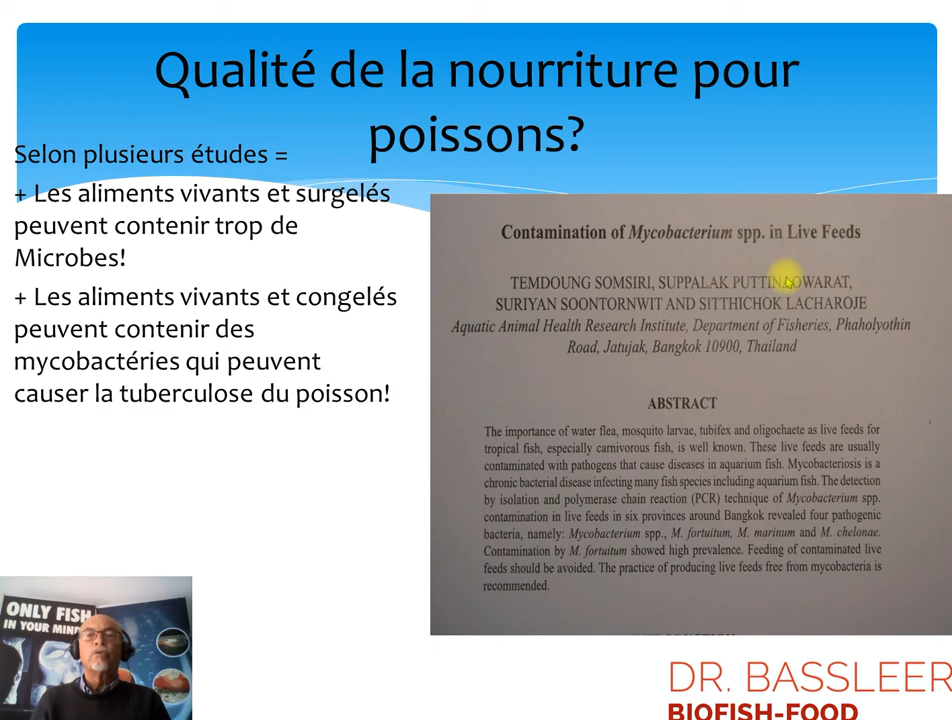 Qualité de la nourriture pour
poissons?
Selon plusieurs études =
+ Les aliments vivants et surgelés
peuvent contenir trop de
Microbes!
+ Les aliments vivants et congelés
peuvent contenir des
mycobactéries qui peuvent
causer la tuberculose du poisson!
Contamination of Mycobacterium spp. in Live Feeds
TEMDOUNG SOMSIRI, SUPPALAK PUTTINAOWARAT,
SURIYAN SOONTORNWIT AND SITTHICHOK LACHAROJE
Aquatic Animal Health Research Institute, Department of Fisheries, Phaholyothin
Road, Jatujak, Bangkok 10900, Thailand
ABSTRACT
The importance of water flea, mosquito larvae, tubifex and oligochaete as live feeds for
tropical fish, especially carnivorous fish, is well known. These live feeds are usually
contaminated with pathogens that cause diseases in aquarium fish. Mycobacteriosis is a
chronic bacterial disease infecting many fish species including aquarium fish. The detection
by isolation and polymerase chain reaction (PCR) technique of Mycobacterium spp.
contamination in live feeds in six provinces around Bangkok revealed four pathogenic
bacteria, namely: Mycobacterium spp., M. fortuitum, M. marinum and M. chelonae.
Contamination by M. fortuitum showed high prevalence. Feeding of contaminated live
feeds should be avoided. The practice of producing live feeds free from mycobacteria is
recommended.
ONLY FISH
IN YOUR MIND
DR. BASSLEER
BIOFISH-FOOD